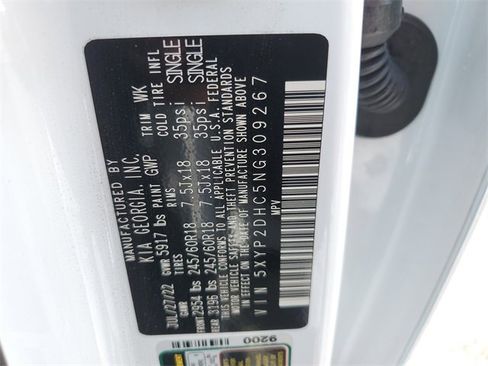 MANUFACTURED BY
KIA GEORGIA, INC.
JUL/27/22 GVWR 5917 lbs PAINT GWP TRIM WK
GAWR RIMS COLD TIRE INFL
FRONT 2954 lbs 245/60R18 7.5Jx18 35psi SINGLE
REAR 3196 lbs 245/60R18 7.5Jx18 35psi SINGLE
THIS VEHICLE CONFORMS TO ALL APPLICABLE U.S.A. FEDERAL
MOTOR VEHICLE SAFETY AND THEFT PREVENTION STANDARDS
IN EFFECT ON THE DATE OF MANUFACTURE SHOWN ABOVE
MPV
VIN 5XYP2DHC5NG309267
9200